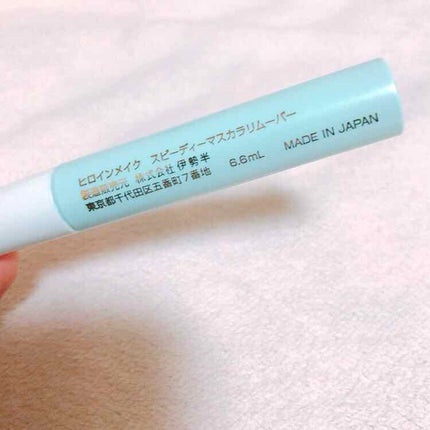 ヒロインメイク スピーディーマスカラリムーバー
製造販売元 株式会社 伊勢半 6.6mL MADE IN JAPAN
東京都千代田区五番町7番地